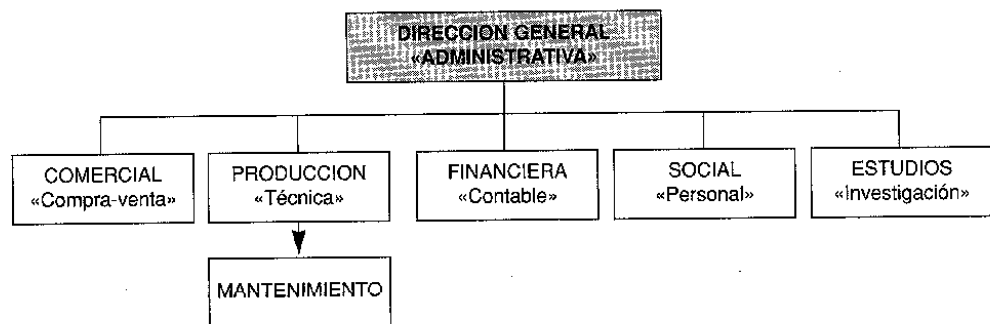 DIRECCION GENERAL
«ADMINISTRATIVA»
COMERCIAL
«Compra-venta»
PRODUCCION
«Técnica»
FINANCIERA
«Contable»
SOCIAL
«Personal»
ESTUDIOS
«Investigación»
MANTENIMIENTO